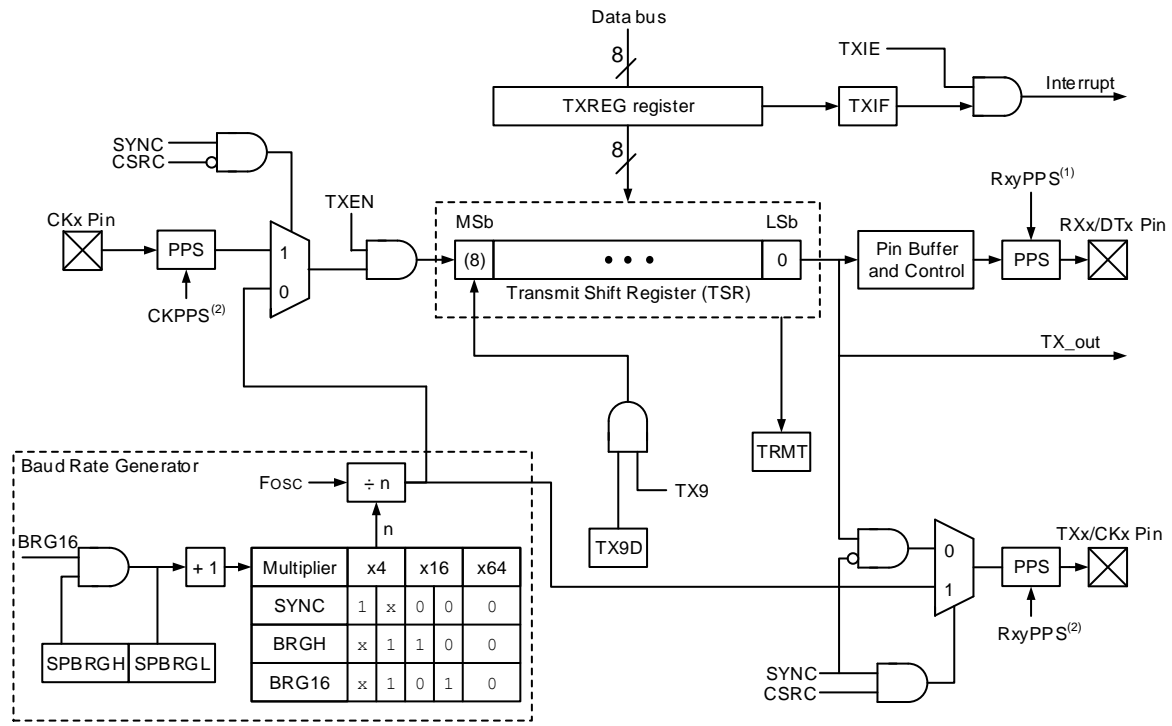 Data bus
8
TXIE
TXREG register
TXIF
Interrupt
SYNC
CSRC
8
RxyPPS(1)
TXEN
MSb
LSb
CKx Pin
RXx/DTx Pin
PPS
1
(8)
• • •
0
Pin Buffer
and Control
PPS
0
Transmit Shift Register (TSR)
CKPPS(2)
TX_out
TRMT
Baud Rate Generator
Fosc
÷ n
TX9
n
BRG16
TX9D
TXx/CKx Pin
+ 1
Multiplier x4 x16 x64
0
PPS
1
SYNC 1 x 0 0 0
BRGH x 1 1 0 0
RxyPPS(2)
SPBRGH SPBRGL
BRG16 x 1 0 1 0
SYNC
CSRC